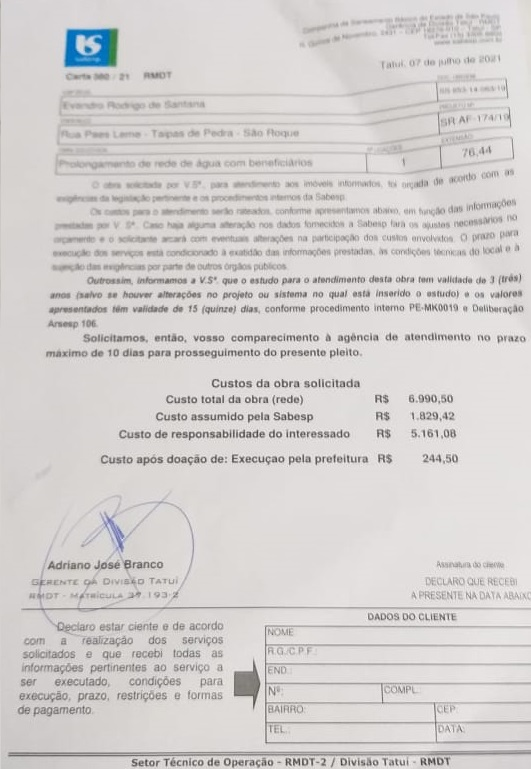 Companhia de Saneamento Básico do Estado de São Paulo
sabesp
Carta 380 / 21 RMDT
Tatuí, 07 de julho de 2021
Evandro Rodrigo de Santana
Rua Paes Leme - Taipas de Pedra - São Roque
SR AF-174/19
EXTENSÃO
Prolongamento de rede de água com beneficiários
1
76,44
O obra solicitada por V.Sª, para atendimento aos imóveis informados, foi orçada de acordo com as
exigências da legislação pertinente e os procedimentos internos da Sabesp.
Os custos para o atendimento serão rateados, conforme apresentamos abaixo, em função das informações
prestadas por V. Sª. Caso haja alguma alteração nos dados fornecidos a Sabesp fará os ajustes necessários no
orçamento e o solicitante arcará com eventuais alterações na participação dos custos envolvidos. O prazo para
execução dos serviços está condicionado à exatidão das informações prestadas, às condições técnicas do local e à
sujeição das exigências por parte de outros órgãos públicos.
Outrossim, informamos a V.Sª. que o estudo para o atendimento desta obra tem validade de 3 (três)
anos (salvo se houver alterações no projeto ou sistema no qual está inserido o estudo) e os valores
apresentados têm validade de 15 (quinze) dias, conforme procedimento interno PE-MK0019 e Deliberação
Arsesp 106.
Solicitamos, então, vosso comparecimento à agência de atendimento no prazo
máximo de 10 dias para prosseguimento do presente pleito.
Custos da obra solicitada
Custo total da obra (rede) R$ 6.990,50
Custo assumido pela Sabesp R$ 1.829,42
Custo de responsabilidade do interessado R$ 5.161,08
Custo após doação de: Execuçao pela prefeitura R$ 244,50
Adriano José Branco
GERENTE DA DIVISÃO TATUÍ
RMDT - MATRÍCULA 39.193-2
Assinatura do cliente
DECLARO QUE RECEBI
A PRESENTE NA DATA ABAIXO
Declaro estar ciente e de acordo
com a realização dos serviços
solicitados e que recebi todas as
informações pertinentes ao serviço a
ser executado, condições para
execução, prazo, restrições e formas
de pagamento.
DADOS DO CLIENTE
NOME
R.G./C.P.F.:
END.:
Nº: COMPL.
BAIRRO: CEP:
TEL.: DATA:
Setor Técnico de Operação - RMDT-2 / Divisão Tatuí - RMDT